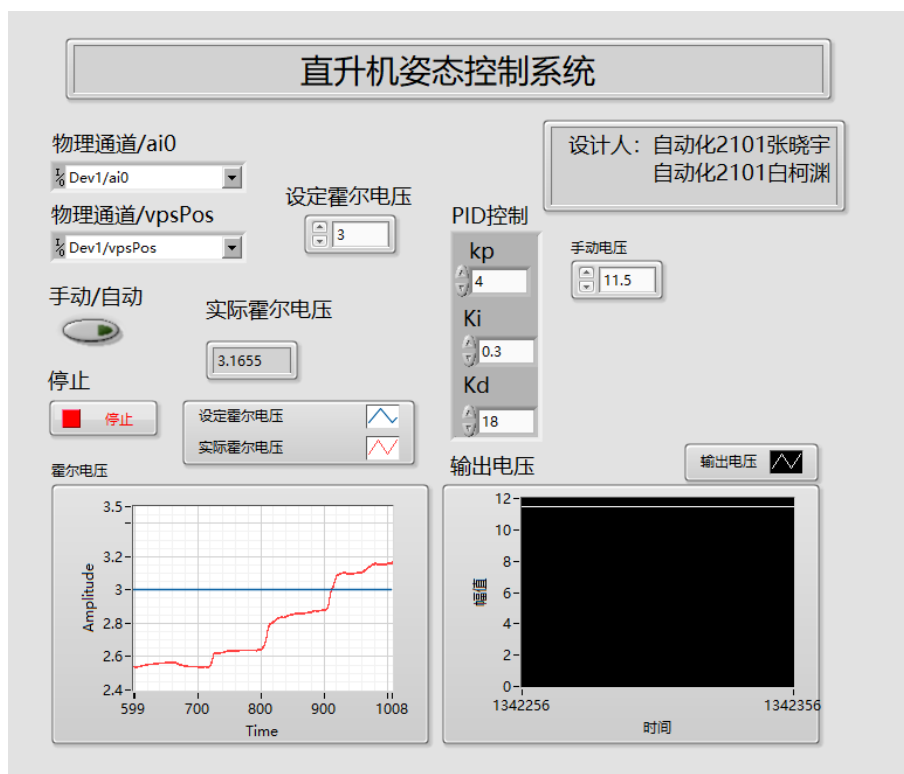 直升机姿态控制系统
物理通道/ai0
Dev1/ai0
设计人：自动化2101张晓宇
自动化2101白柯渊
物理通道/vpsPos
Dev1/vpsPos
设定霍尔电压
3
PID控制
kp
4
手动电压
11.5
手动/自动
实际霍尔电压
3.1655
Ki
0.3
Kd
18
停止
停止
设定霍尔电压
实际霍尔电压
霍尔电压
3.5
3.2
3
2.8
2.6
2.4
Amplitude
599 700 800 900 1008
Time
输出电压
输出电压
12
10
8
6
4
2
0
幅值
1342256 1342356
时间